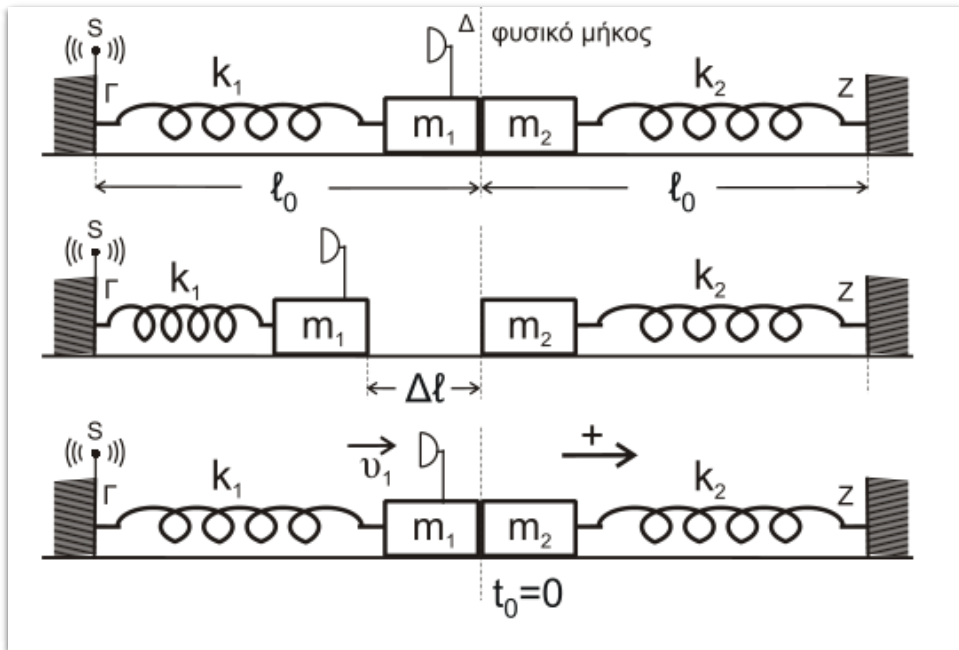 S
Δ φυσικό μήκος
Γ k₁ k₂ Z
m₁ m₂
ℓ₀ ℓ₀
S
Γ k₁ k₂ Z
m₁ m₂
Δℓ
S
υ₁ +
Γ k₁ k₂ Z
m₁ m₂
t₀=0